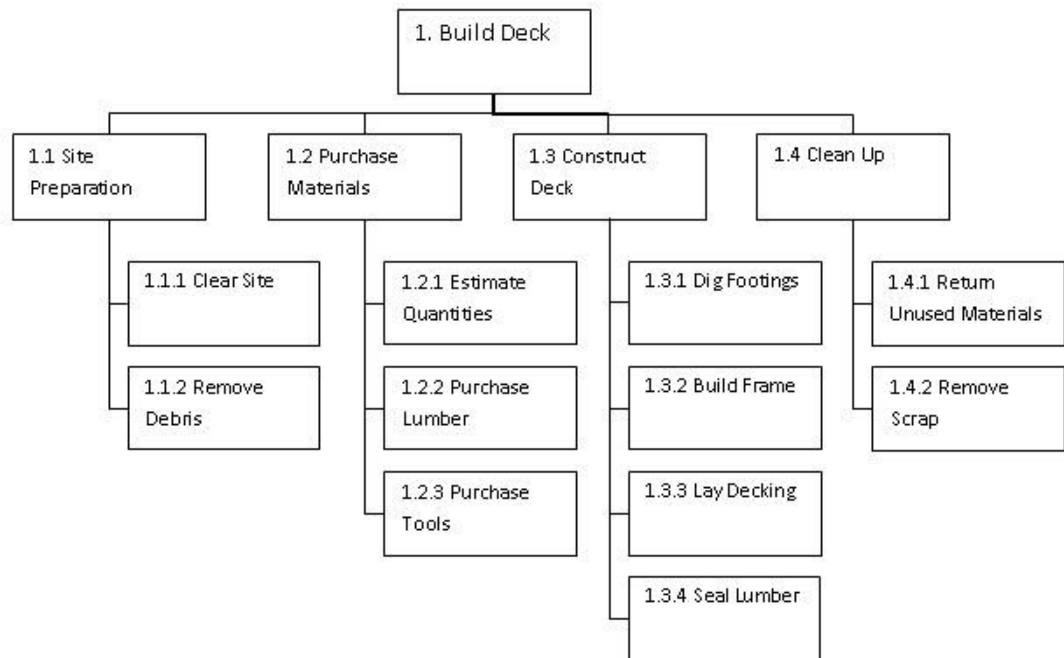 1. Build Deck
1.1 Site
Preparation
1.2 Purchase
Materials
1.3 Construct
Deck
1.4 Clean Up
1.1.1 Clear Site
1.1.2 Remove
Debris
1.2.1 Estimate
Quantities
1.2.2 Purchase
Lumber
1.2.3 Purchase
Tools
1.3.1 Dig Footings
1.3.2 Build Frame
1.3.3 Lay Decking
1.3.4 Seal Lumber
1.4.1 Return
Unused Materials
1.4.2 Remove
Scrap